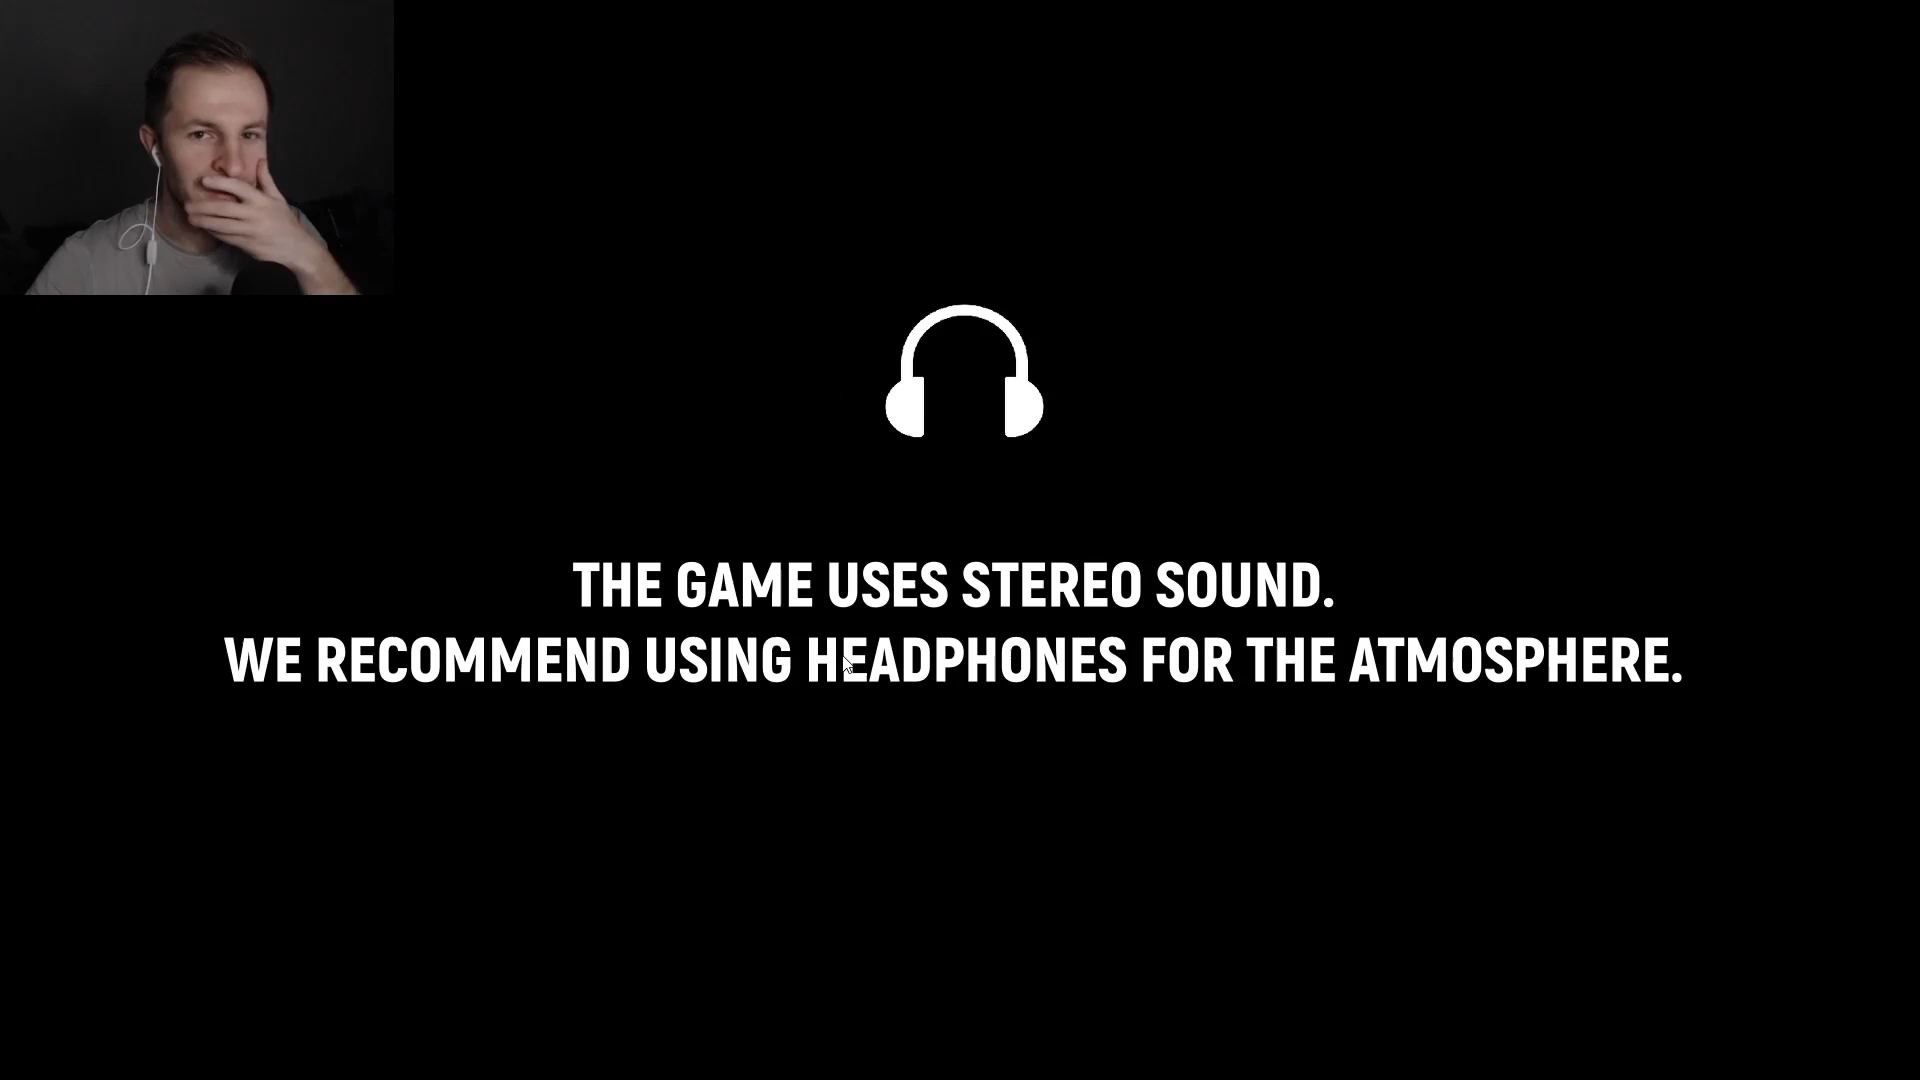 THE GAME USES STEREO SOUND.
WE RECOMMEND USING HEADPHONES FOR THE ATMOSPHERE.